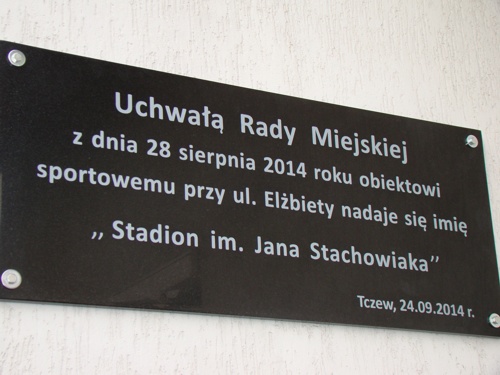 Uchwałą Rady Miejskiej
z dnia 28 sierpnia 2014 roku obiektowi
sportowemu przy ul. Elżbiety nadaje się imię
„Stadion im. Jana Stachowiaka”
Tczew, 24.09.2014 r.